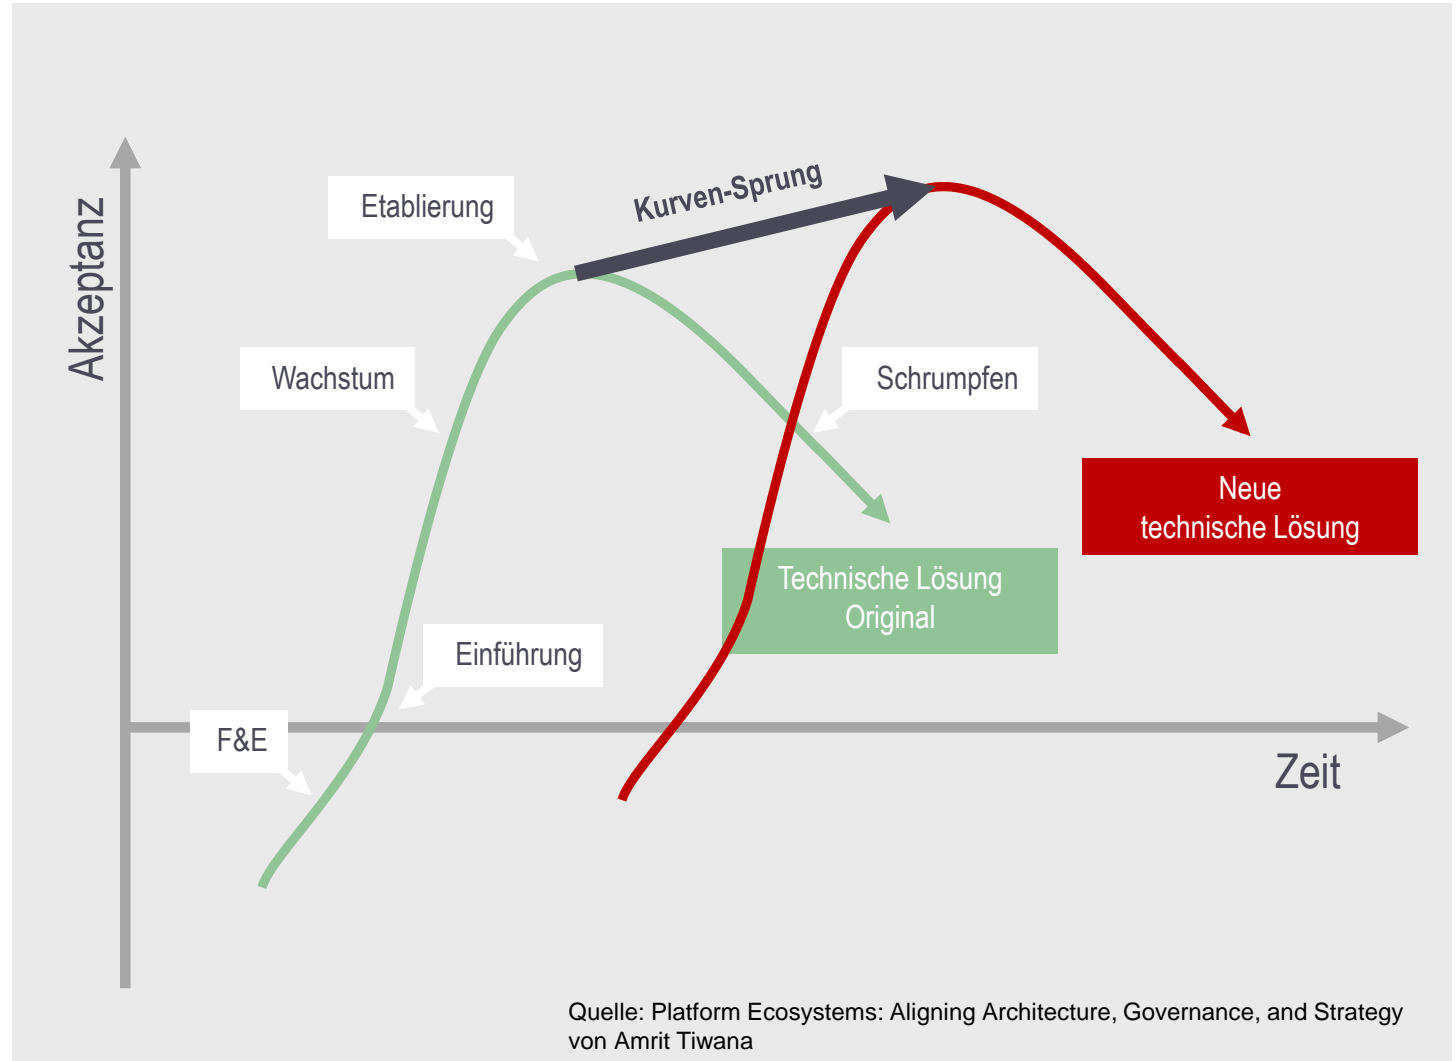 Kurven-Sprung
Etablierung
Akzeptanz
Wachstum
Schrumpfen
Neue
technische Lösung
Technische Lösung
Original
Einführung
F&E
Zeit
Quelle: Platform Ecosystems: Aligning Architecture, Governance, and Strategy
von Amrit Tiwana